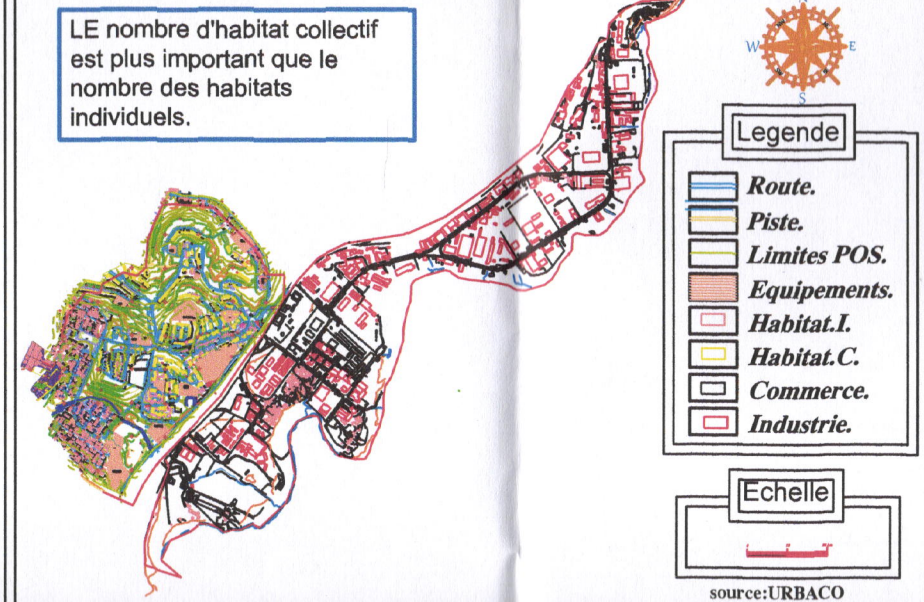 LE nombre d'habitat collectif
est plus important que le
nombre des habitats
individuels.
W
E
S
Legende
Route.
Piste.
Limites POS.
Equipements.
Habitat.I.
Habitat.C.
Commerce.
Industrie.
Echelle
source:URBACO